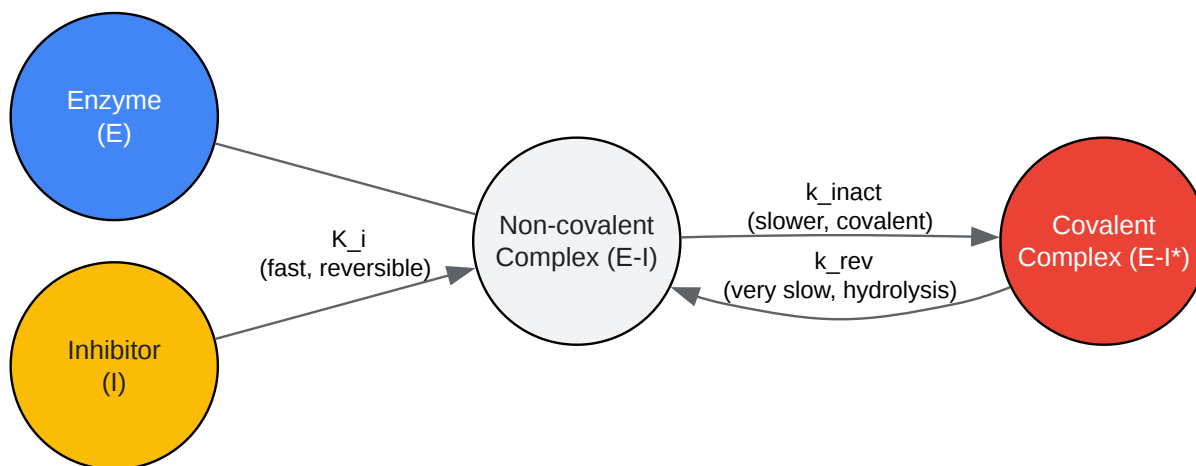 Enzyme
(E)
Inhibitor
(I)
K_i
(fast, reversible)
Non-covalent
Complex (E-I)
k_inact
(slower, covalent)
k_rev
(very slow, hydrolysis)
Covalent
Complex (E-I*)